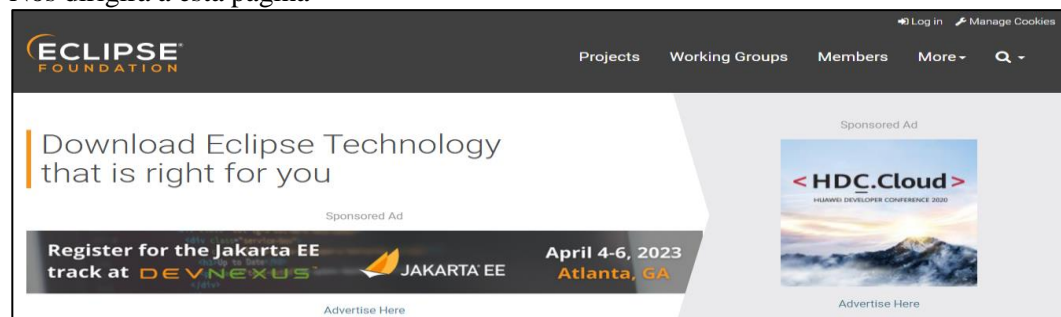 Nos dirigirá a esta página
Log in Manage Cookies
ECLIPSE
FOUNDATION
Projects Working Groups Members More
Download Eclipse Technology
that is right for you
Sponsored Ad
Register for the Jakarta EE
track at DEVNEXUS
JAKARTA EE
April 4-6, 2023
Atlanta, GA
Advertise Here
Sponsored Ad
<HDC.Cloud>
HUAWEI DEVELOPER CONFERENCE 2020
Advertise Here